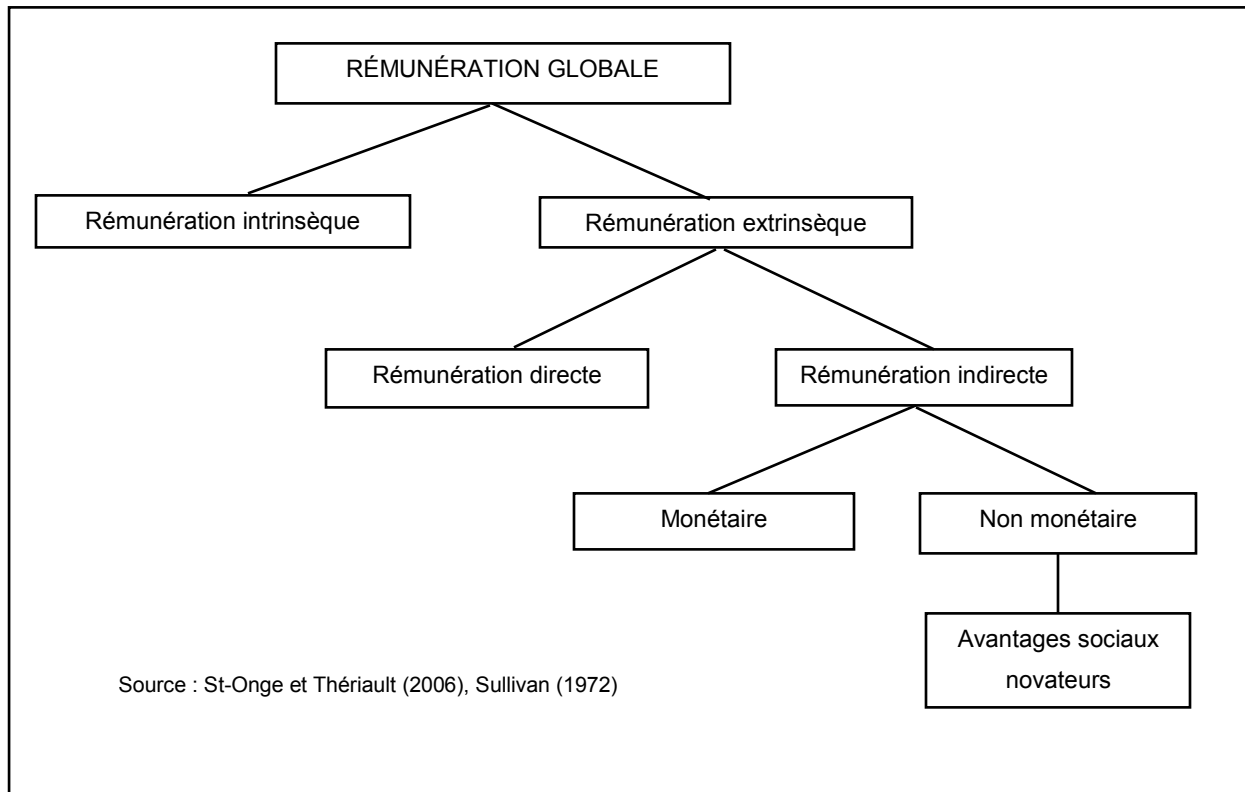 RÉMUNÉRATION GLOBALE
Rémunération intrinsèque
Rémunération extrinsèque
Rémunération directe
Rémunération indirecte
Monétaire
Non monétaire
Avantages sociaux
novateurs
Source : St-Onge et Thériault (2006), Sullivan (1972)